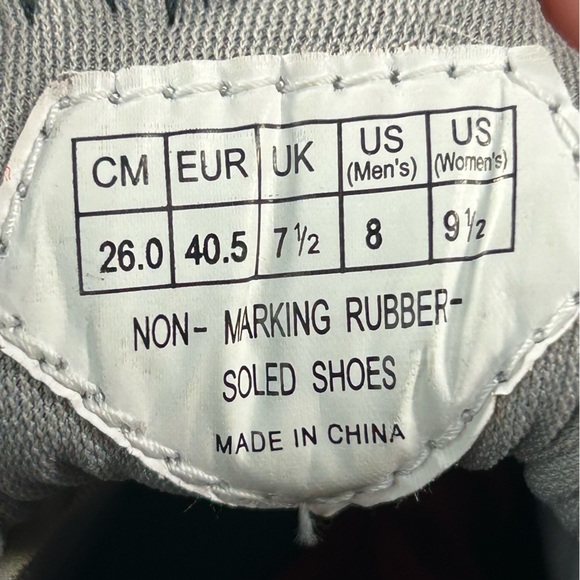 CM EUR UK US (Men's) US (Women's)
26.0 40.5 7 ½ 8 9 ½
NON- MARKING RUBBER-
SOLED SHOES
MADE IN CHINA